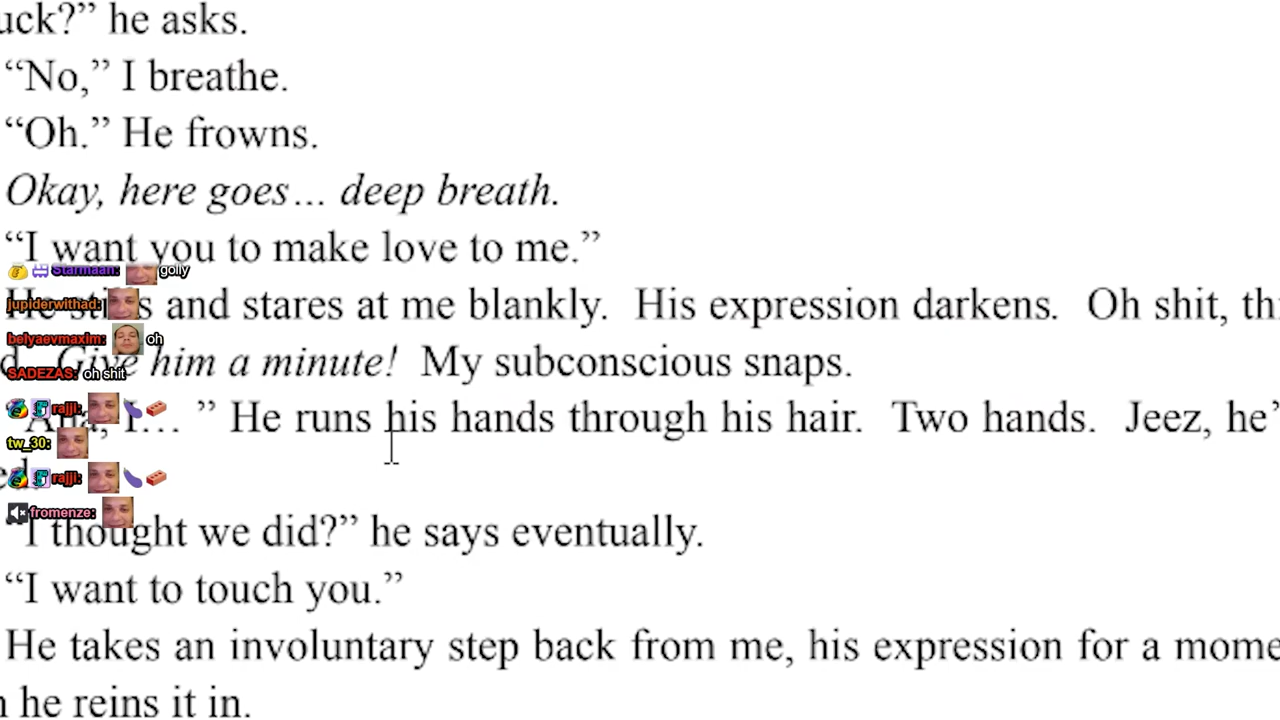 uck?” he asks.
“No,” I breathe.
“Oh.” He frowns.
Okay, here goes… deep breath.
“I want you to make love to me.”
Starmaan: golly
He and stares at me blankly. His expression darkens. Oh shit,
jupiderwithad:
belyaevmaxim: oh
Give him a minute! My subconscious snaps.
SADEZAS: oh shit
“Ana, I… ” He runs his hands through his hair. Two hands. Jeez, he’
rajjl:
tw_30:
rajjl:
fromenze:
“I thought we did?” he says eventually.
“I want to touch you.”
He takes an involuntary step back from me, his expression for a mome
he reins it in.